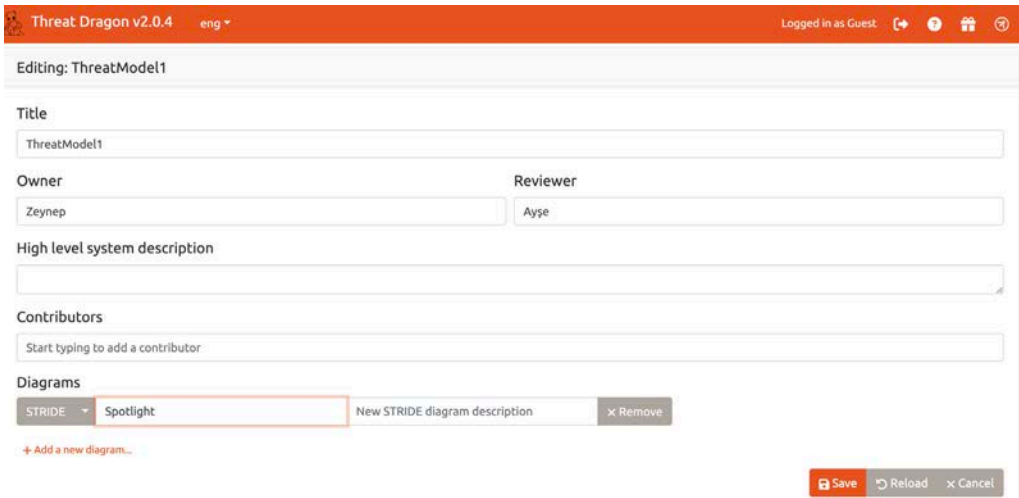 Threat Dragon v2.0.4 eng Logged in as Guest
Editing: ThreatModel1
Title
ThreatModel1
Owner Reviewer
Zeynep Ayşe
High level system description
Contributors
Start typing to add a contributor
Diagrams
STRIDE Spotlight New STRIDE diagram description × Remove
+ Add a new diagram...
Save Reload × Cancel